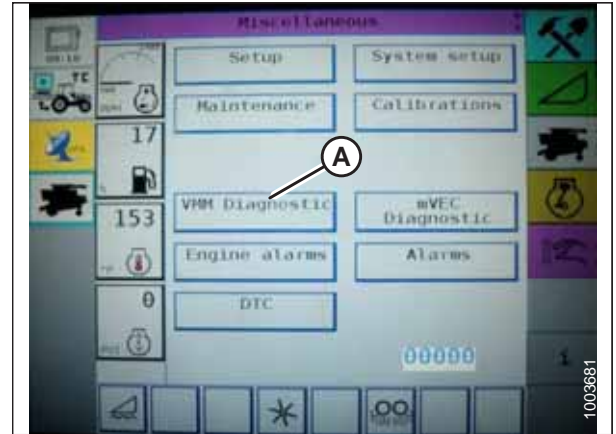 Miscellaneous
Setup
System setup
TC
Maintenance
Calibrations
17
A
VMM Diagnostic
mVEC
Diagnostic
153
Engine alarms
Alarms
0
DTC
00000
i
1003681